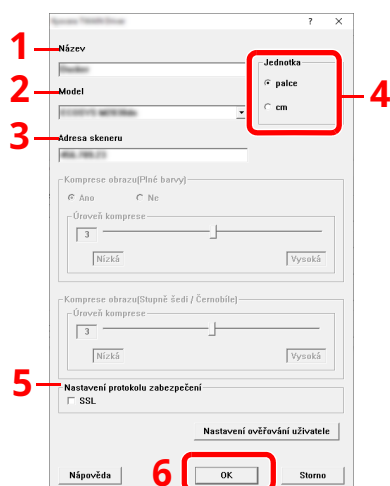 ? ×
1 Název
Jednotka
palce
4
2 Model
cm
3 Adresa skeneru
Komprese obrazu(Plné barvy)
Ano Ne
Úroveň komprese
3
Nízká Vysoká
Komprese obrazu(Stupně šedi / Černobíle)
Úroveň komprese
3
Nízká Vysoká
5 Nastavení protokolu zabezpečení
SSL
Nastavení ověřování uživatele
Nápověda 6 OK Storno